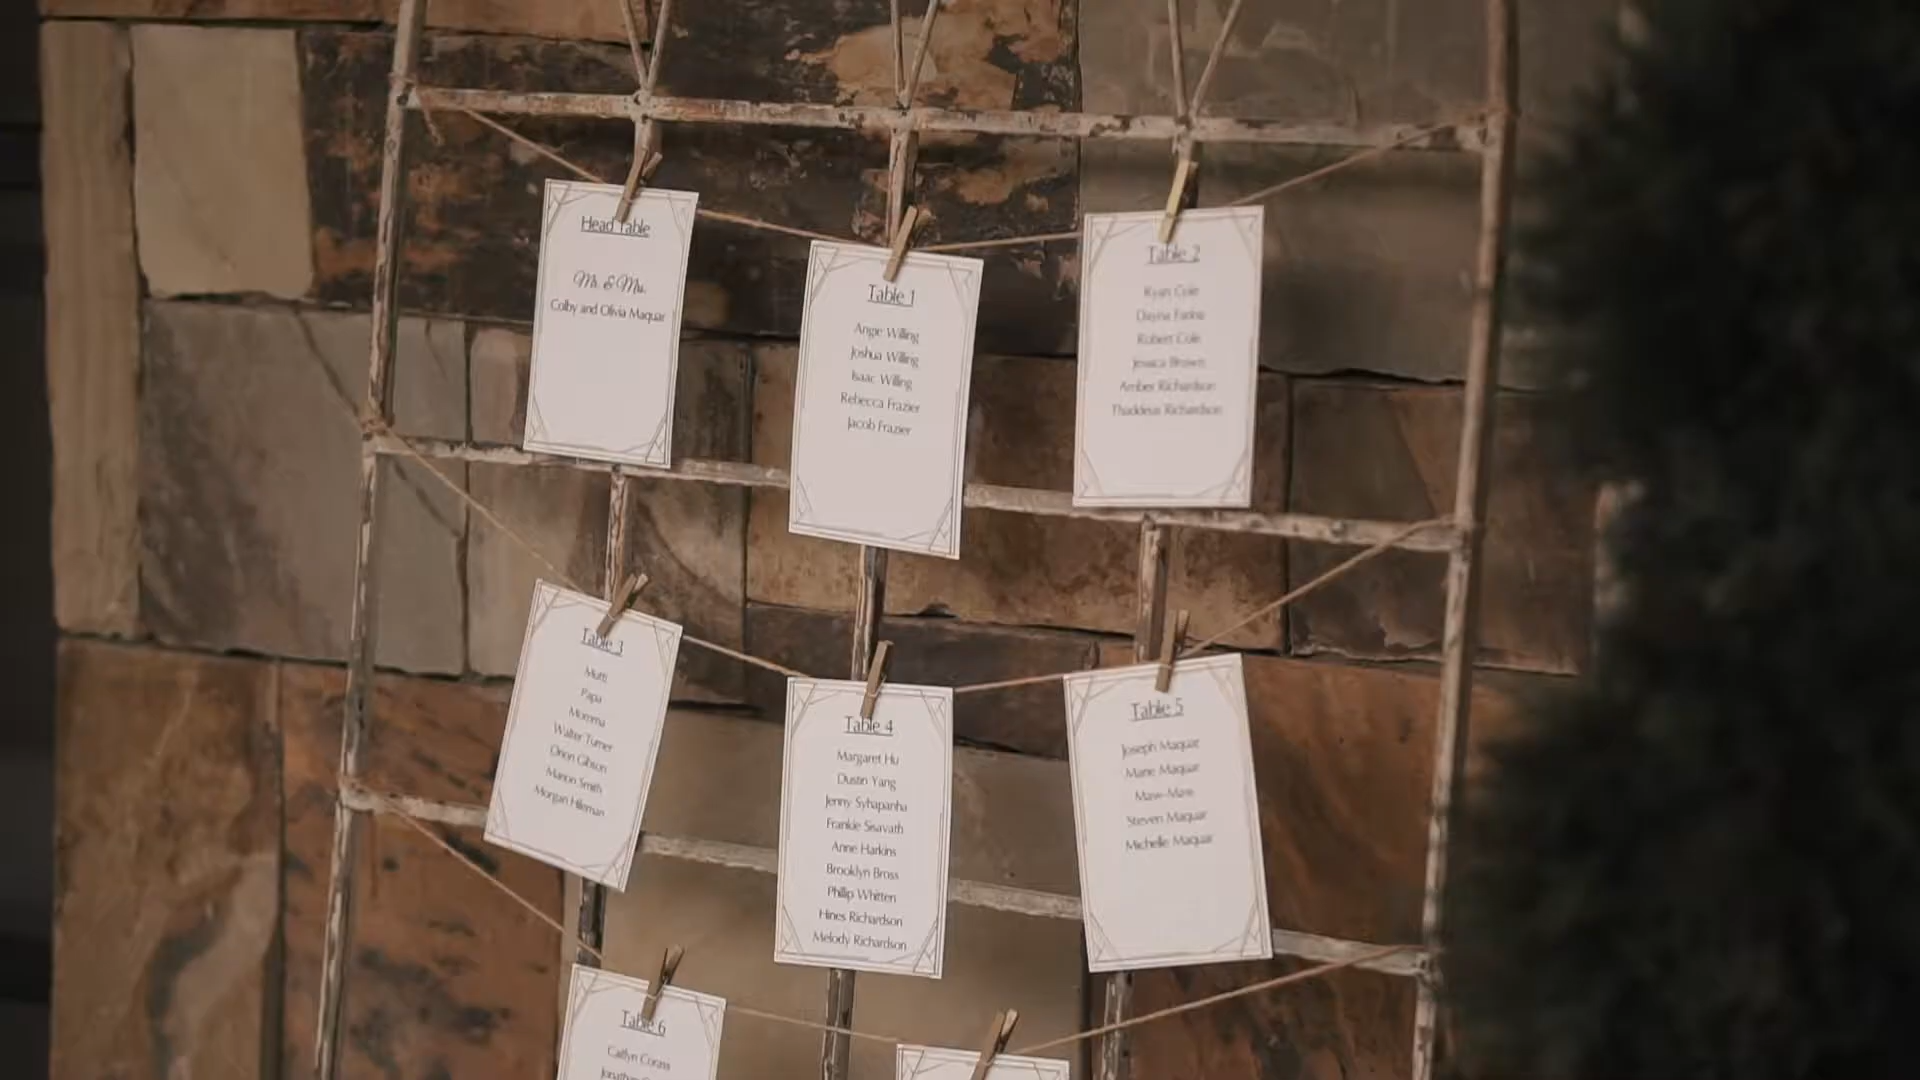 Head Table
Mr. & Mrs.
Colby and Olivia Maquar
Table 1
Angie Willing
Joshua Willing
Isaac Willing
Rebecca Frazier
Jacob Frazier
Table 2
Ryan Cole
Dayna Farina
Robert Cole
Jessica Brown
Amber Richardson
Thaddeus Richardson
Table 3
Mutti
Papa
Momma
Walter Turner
Orion Gibson
Marion Smith
Morgan Hileman
Table 4
Margaret Hu
Dustin Yang
Jenny Syhapanha
Frankie Sisavath
Anne Harkins
Brooklyn Bross
Phillip Whitten
Hines Richardson
Melody Richardson
Table 5
Joseph Maquar
Marie Maquar
Maw-Maw
Steven Maquar
Michelle Maquar
Table 6
Caitlyn Corass